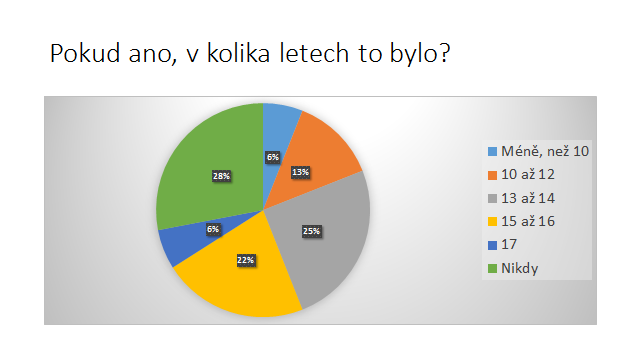 Pokud ano, v kolika letech to bylo?
6%
13%
25%
22%
6%
28%
Méně, než 10
10 až 12
13 až 14
15 až 16
17
Nikdy